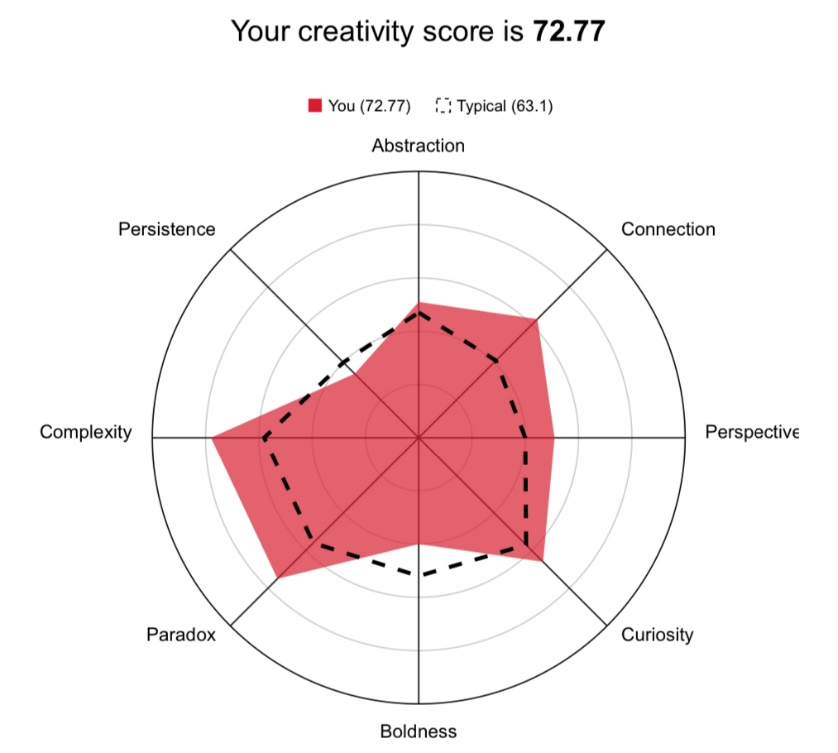 Your creativity score is 72.77
You (72.77) Typical (63.1)
Abstraction
Persistence Connection
Complexity Perspective
Paradox Curiosity
Boldness